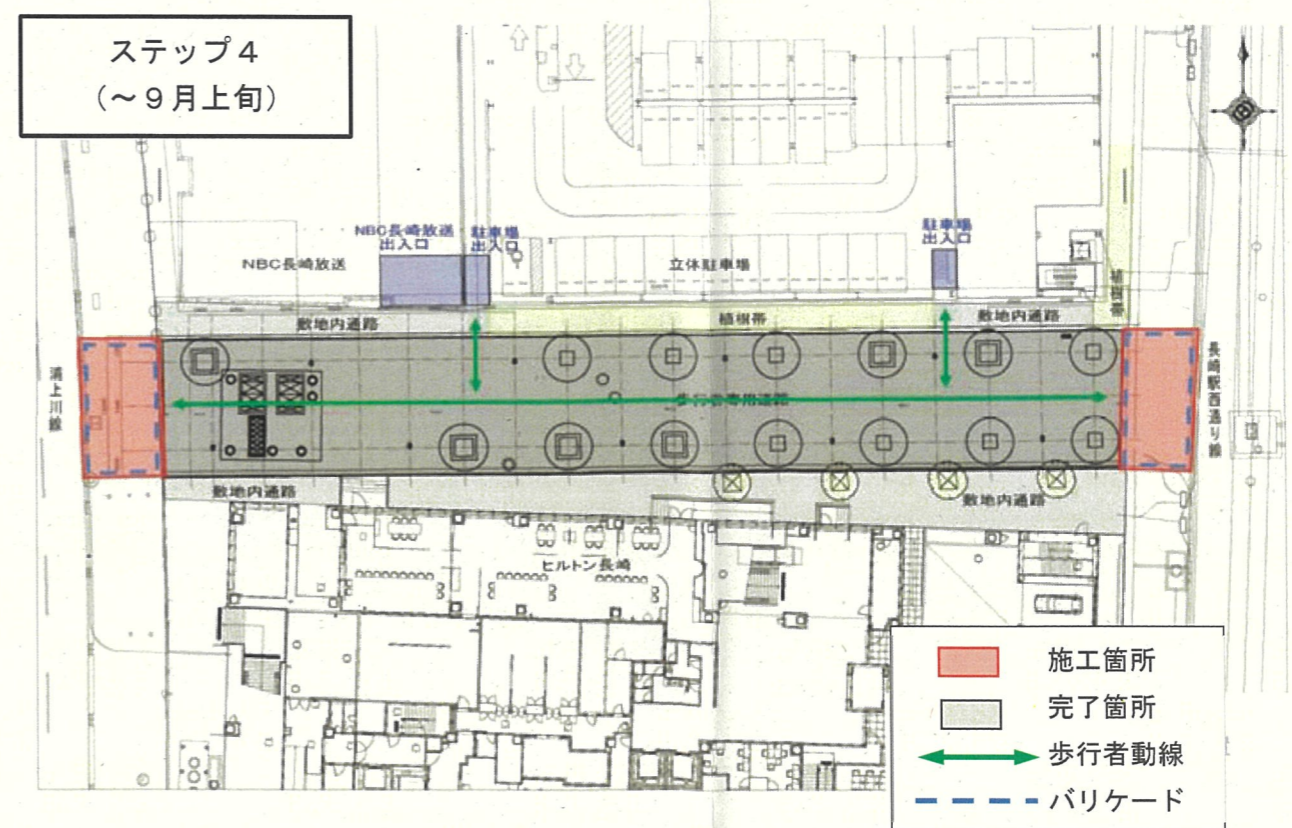 ステップ４
（～９月上旬）
NBC長崎放送
出入口
駐車場
出入口
駐車場
出入口
NBC長崎放送
立体駐車場
植樹帯
敷地内通路
植樹帯
敷地内通路
浦上川線
歩行者専用道路
長崎駅西通り線
敷地内通路
敷地内通路
ヒルトン長崎
施工箇所
完了箇所
歩行者動線
バリケード